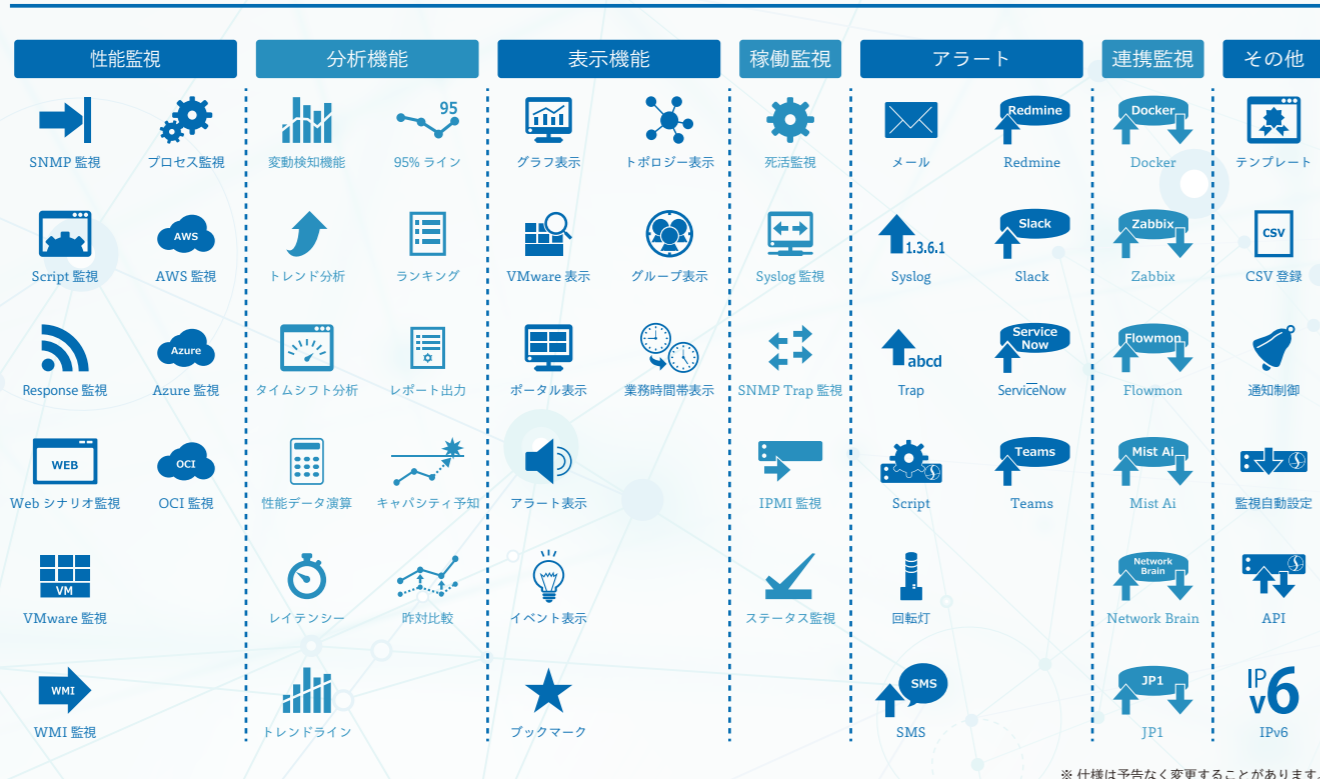 性能監視
分析機能
表示機能
稼働監視
アラート
連携監視
その他
SNMP 監視
プロセス監視
Script 監視
AWS
AWS 監視
Response 監視
Azure
Azure 監視
WEB
Web シナリオ監視
OCI
OCI 監視
VM
VMware 監視
WMI
WMI 監視
変動検知機能
95
95% ライン
トレンド分析
ランキング
タイムシフト分析
レポート出力
性能データ演算
キャパシティ予知
レイテンシー
昨対比較
トレンドライン
グラフ表示
トポロジー表示
VMware 表示
グループ表示
ポータル表示
業務時間帯表示
アラート表示
イベント表示
ブックマーク
死活監視
Syslog 監視
SNMP Trap 監視
IPMI 監視
ステータス監視
メール
Redmine
Redmine
1.3.6.1
Syslog
Slack
Slack
abcd
Trap
Service
Now
ServiceNow
Script
Teams
Teams
回転灯
SMS
SMS
Docker
Docker
Zabbix
Zabbix
Flowmon
Flowmon
Mist Ai
Mist Ai
Network
Brain
Network Brain
JP1
JP1
テンプレート
CSV
CSV 登録
通知制御
監視自動設定
API
IP
v6
IPv6
※ 仕様は予告なく変更することがあります。